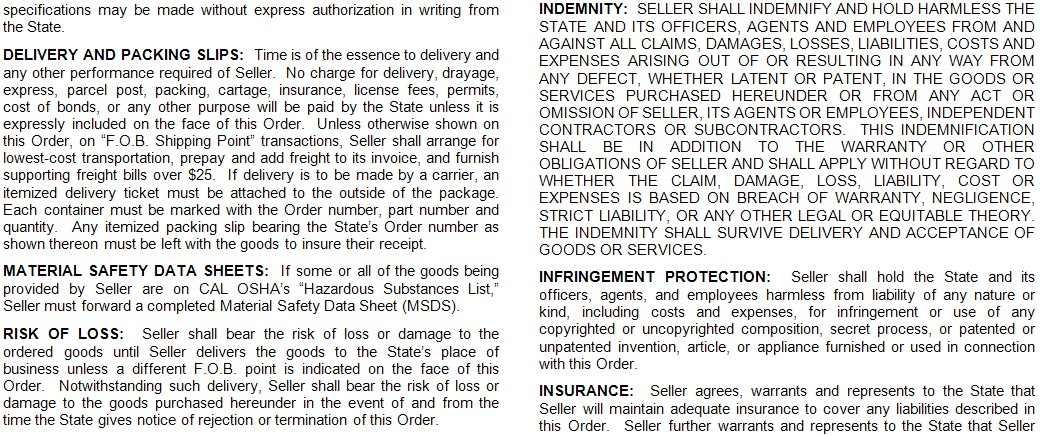 specifications may be made without express authorization in writing from
the State.
DELIVERY AND PACKING SLIPS: Time is of the essence to delivery and
any other performance required of Seller. No charge for delivery, drayage,
express, parcel post, packing, cartage, insurance, license fees, permits,
cost of bonds, or any other purpose will be paid by the State unless it is
expressly included on the face of this Order. Unless otherwise shown on
this Order, on “F.O.B. Shipping Point” transactions, Seller shall arrange for
lowest-cost transportation, prepay and add freight to its invoice, and furnish
supporting freight bills over $25. If delivery is to be made by a carrier, an
itemized delivery ticket must be attached to the outside of the package.
Each container must be marked with the Order number, part number and
quantity. Any itemized packing slip bearing the State’s Order number as
shown thereon must be left with the goods to insure their receipt.
MATERIAL SAFETY DATA SHEETS: If some or all of the goods being
provided by Seller are on CAL OSHA’s “Hazardous Substances List,”
Seller must forward a completed Material Safety Data Sheet (MSDS).
RISK OF LOSS: Seller shall bear the risk of loss or damage to the
ordered goods until Seller delivers the goods to the State’s place of
business unless a different F.O.B. point is indicated on the face of this
Order. Notwithstanding such delivery, Seller shall bear the risk of loss or
damage to the goods purchased hereunder in the event of and from the
time the State gives notice of rejection or termination of this Order.
INDEMNITY: SELLER SHALL INDEMNIFY AND HOLD HARMLESS THE
STATE AND ITS OFFICERS, AGENTS AND EMPLOYEES FROM AND
AGAINST ALL CLAIMS, DAMAGES, LOSSES, LIABILITIES, COSTS AND
EXPENSES ARISING OUT OF OR RESULTING IN ANY WAY FROM
ANY DEFECT, WHETHER LATENT OR PATENT, IN THE GOODS OR
SERVICES PURCHASED HEREUNDER OR FROM ANY ACT OR
OMISSION OF SELLER, ITS AGENTS OR EMPLOYEES, INDEPENDENT
CONTRACTORS OR SUBCONTRACTORS. THIS INDEMNIFICATION
SHALL BE IN ADDITION TO THE WARRANTY OR OTHER
OBLIGATIONS OF SELLER AND SHALL APPLY WITHOUT REGARD TO
WHETHER THE CLAIM, DAMAGE, LOSS, LIABILITY, COST OR
EXPENSES IS BASED ON BREACH OF WARRANTY, NEGLIGENCE,
STRICT LIABILITY, OR ANY OTHER LEGAL OR EQUITABLE THEORY.
THE INDEMNITY SHALL SURVIVE DELIVERY AND ACCEPTANCE OF
GOODS OR SERVICES.
INFRINGEMENT PROTECTION: Seller shall hold the State and its
officers, agents, and employees harmless from liability of any nature or
kind, including costs and expenses, for infringement or use of any
copyrighted or uncopyrighted composition, secret process, or patented or
unpatented invention, article, or appliance furnished or used in connection
with this Order.
INSURANCE: Seller agrees, warrants and represents to the State that
Seller will maintain adequate insurance to cover any liabilities described in
this Order. Seller further warrants and represents to the State that Seller